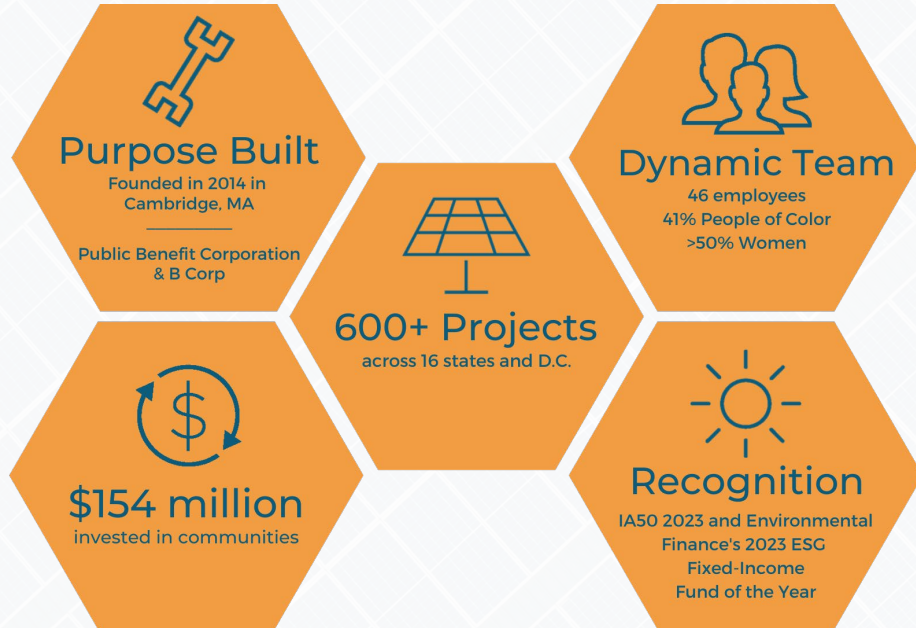 Purpose Built
Founded in 2014 in
Cambridge, MA
Public Benefit Corporation
& B Corp
Dynamic Team
46 employees
41% People of Color
>50% Women
600+ Projects
across 16 states and D.C.
$
$154 million
invested in communities
Recognition
IA50 2023 and Environmental
Finance's 2023 ESG
Fixed-Income
Fund of the Year